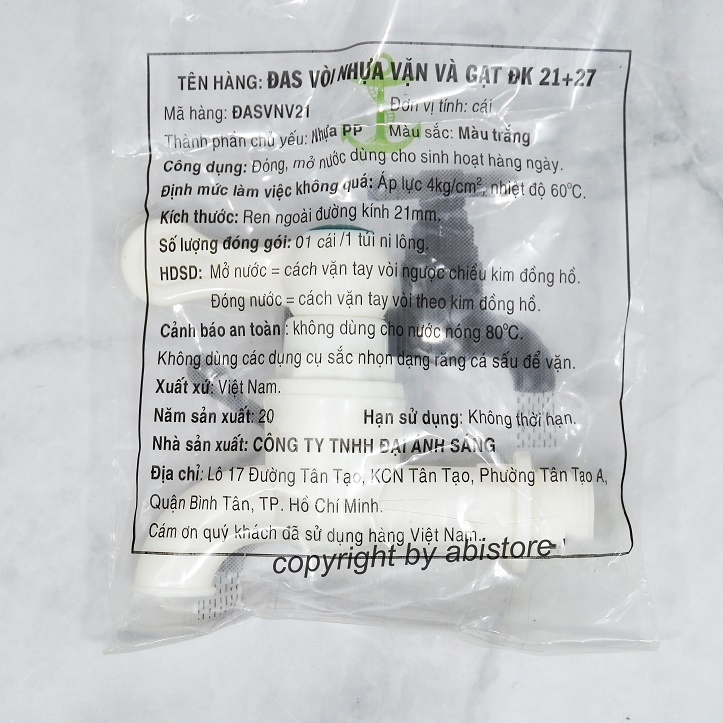 TÊN HÀNG: ĐAS VÒI NHỰA VẶN VÀ GẠT ĐK 21+27
Mã hàng: ĐASVNV21 Đơn vị tính: cái
Thành phần chủ yếu: Nhựa PP Màu sắc: Màu trắng
Công dụng: Đóng, mở nước dùng cho sinh hoạt hàng ngày.
Định mức làm việc không quá: Áp lực 4kg/cm², nhiệt độ 60°C.
Kích thước: Ren ngoài đường kính 21mm.
Số lượng đóng gói: 01 cái /1 túi ni lông.
HDSD: Mở nước = cách vặn tay vòi ngược chiều kim đồng hồ.
Đóng nước = cách vặn tay vòi theo kim đồng hồ.
Cảnh báo an toàn : không dùng cho nước nóng 80°C.
Không dùng các dụng cụ sắc nhọn dạng răng cá sấu để vặn.
Xuất xứ: Việt Nam.
Năm sản xuất: 20 Hạn sử dụng: Không thời hạn.
Nhà sản xuất: CÔNG TY TNHH ĐẠI ANH SÁNG
Địa chỉ: Lô 17 Đường Tân Tạo, KCN Tân Tạo, Phường Tân Tạo A,
Quận Bình Tân, TP. Hồ Chí Minh.
Cám ơn quý khách đã sử dụng hàng Việt Nam..
copyright by abistore